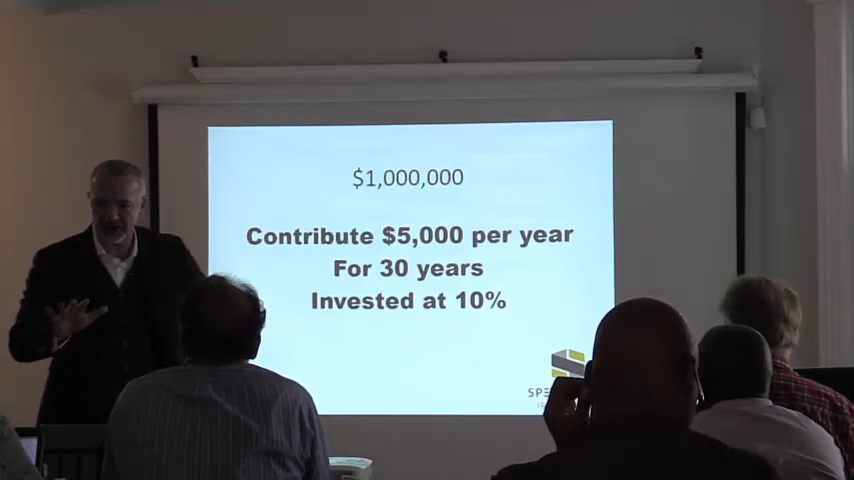 $1,000,000
Contribute $5,000 per year
For 30 years
Invested at 10%